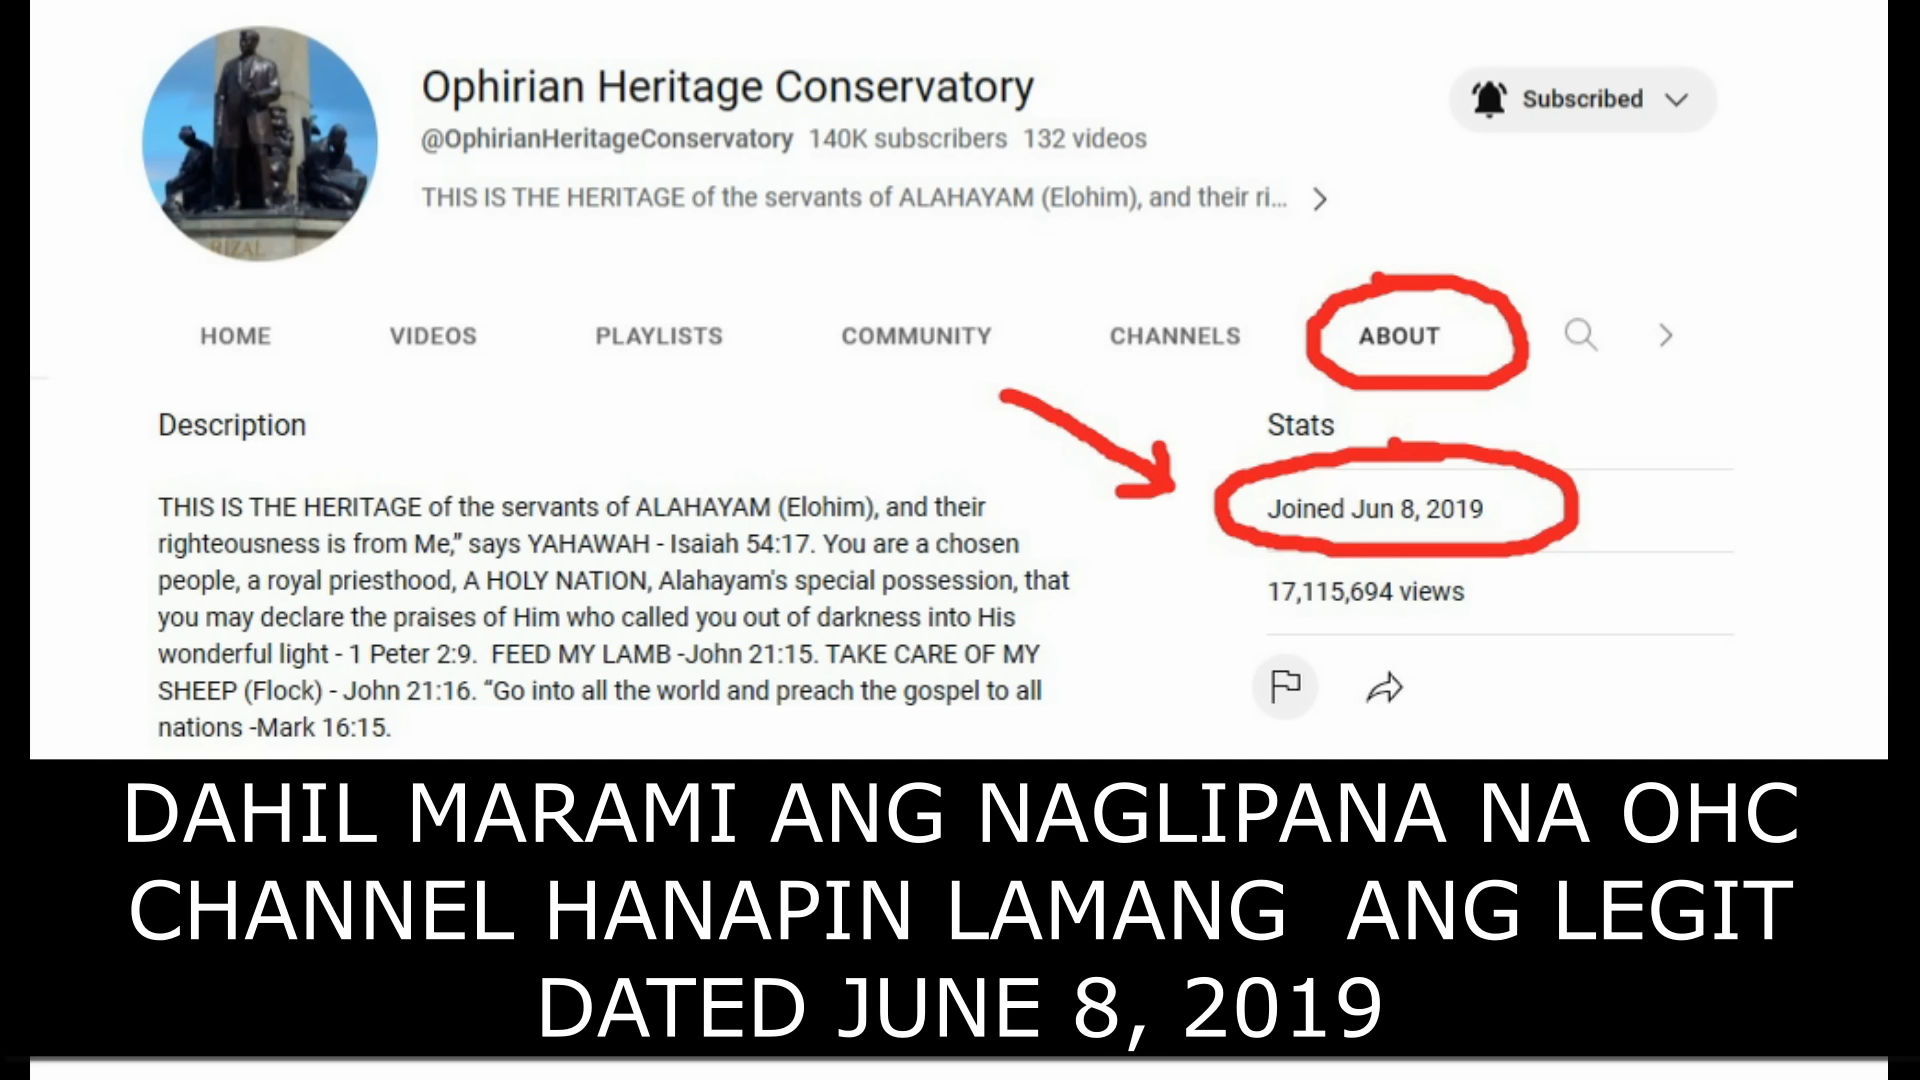 Ophirian Heritage Conservatory
Subscribed
@OphirianHeritageConservatory 140K subscribers 132 videos
THIS IS THE HERITAGE of the servants of ALAHAYAM (Elohim), and their ri...
RIZAL
HOME VIDEOS PLAYLISTS COMMUNITY CHANNELS ABOUT
Description
THIS IS THE HERITAGE of the servants of ALAHAYAM (Elohim), and their
righteousness is from Me,” says YAHAWAH - Isaiah 54:17. You are a chosen
people, a royal priesthood, A HOLY NATION, Alahayam's special possession, that
you may declare the praises of Him who called you out of darkness into His
wonderful light - 1 Peter 2:9.  FEED MY LAMB -John 21:15. TAKE CARE OF MY
SHEEP (Flock) - John 21:16. “Go into all the world and preach the gospel to all
nations -Mark 16:15.
Stats
Joined Jun 8, 2019
17,115,694 views
DAHIL MARAMI ANG NAGLIPANA NA OHC
CHANNEL HANAPIN LAMANG  ANG LEGIT
DATED JUNE 8, 2019